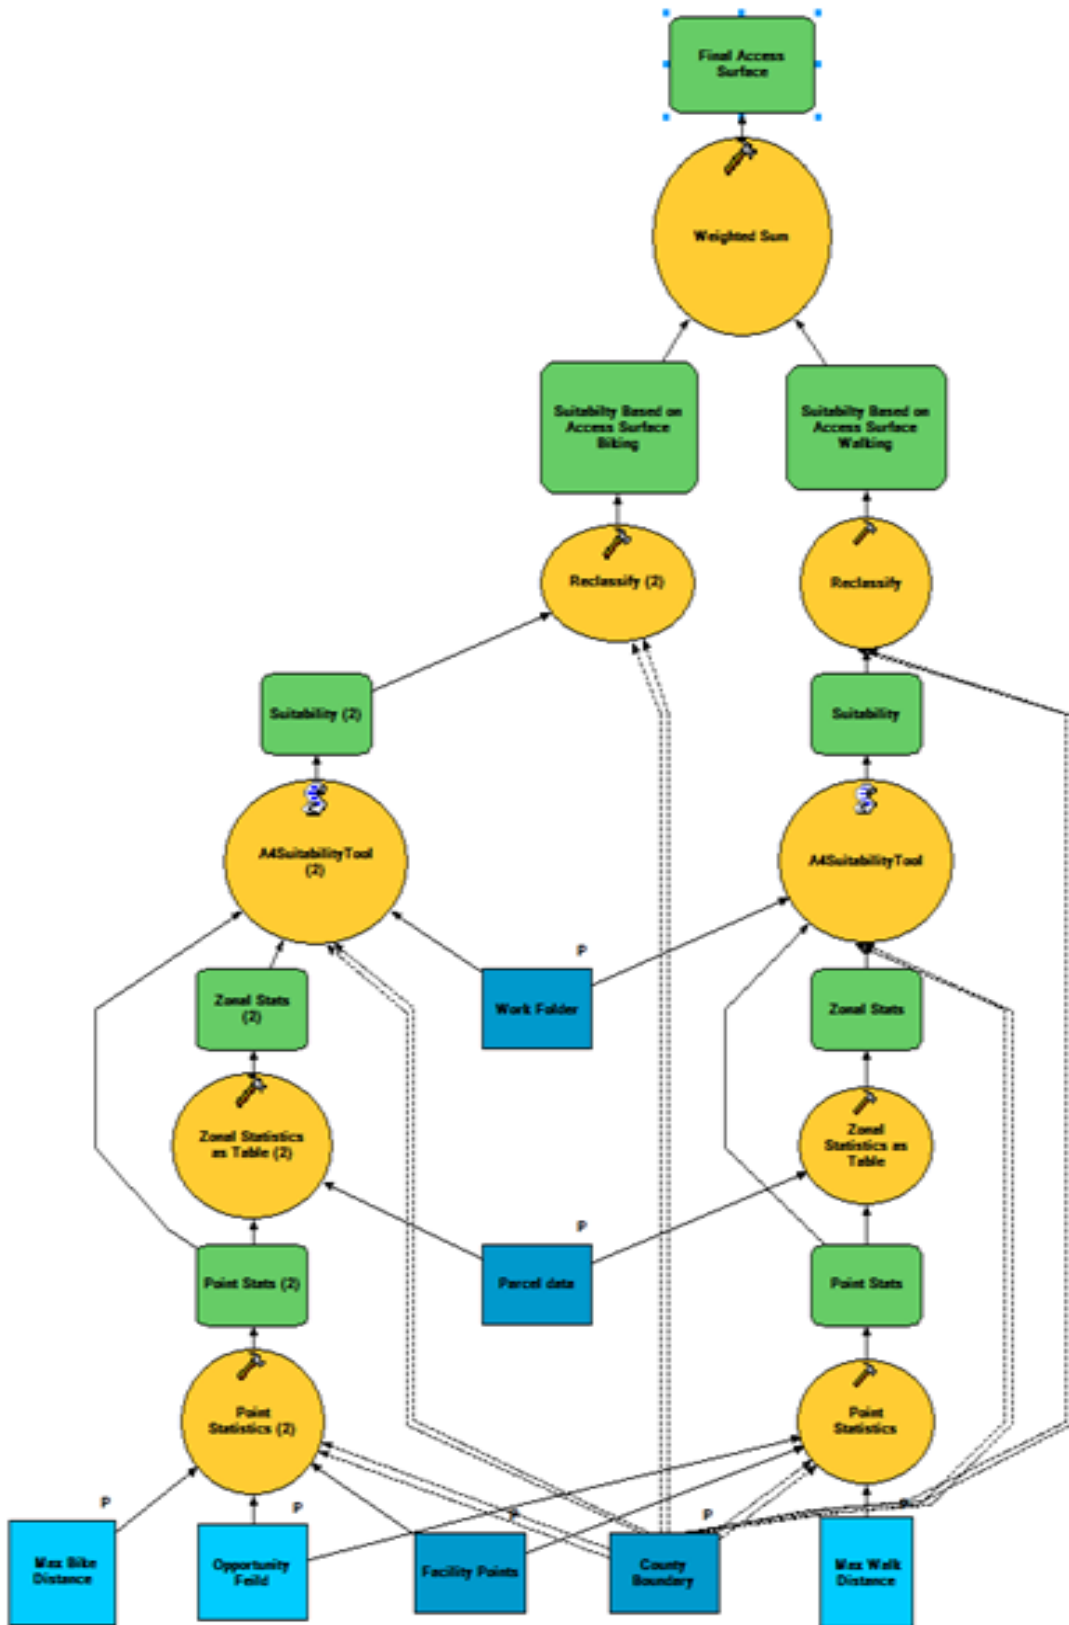 Final Access
Surface
Weighted Sum
Suitabilty Based on
Access Surface
Biking
Suitabilty Based on
Access Surface
Walking
Reclassify (2)
Reclassify
Suitability (2)
Suitability
A4SuitabilityTool
(2)
A4SuitabilityTool
P
Zonal Stats
(2)
Work Folder
Zonal Stats
Zonal Statistics
as Table (2)
Zonal
Statistics as
Table
P
Point Stats (2)
Parcel data
Point Stats
Point
Statistics (2)
Point
Statistics
P
P
P
P
P
Max Bike
Distance
Opportunity
Feild
Facility Points
County
Boundary
Max Walk
Distance